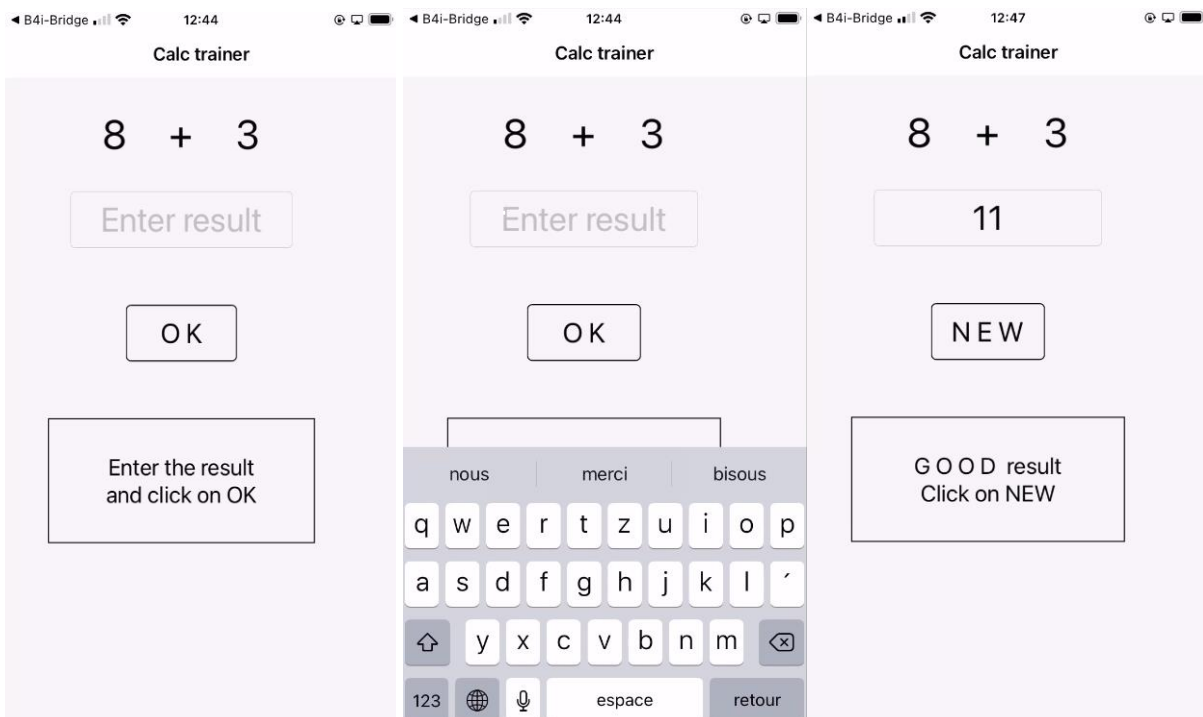 ◀ B4i-Bridge 12:44
Calc trainer
8 + 3
Enter result
OK
Enter the result
and click on OK
◀ B4i-Bridge 12:44
Calc trainer
8 + 3
Enter result
OK
nous merci bisous
q w e r t z u i o p
a s d f g h j k l ´
y x c v b n m
123 espace retour
◀ B4i-Bridge 12:47
Calc trainer
8 + 3
11
N E W
G O O D result
Click on NEW